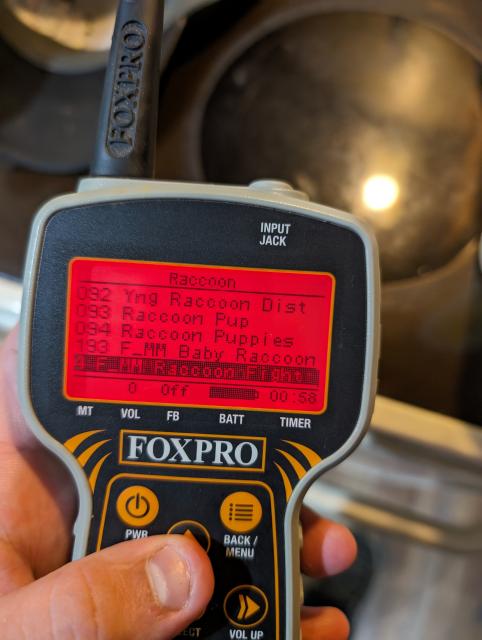 FOXPRO
INPUT
JACK
Raccoon
092 Yng Raccoon Dist
093 Raccoon Pup
094 Raccoon Puppies
193 F_MM Baby Raccoon
F_MM Raccoon Fight
0 Off 00:58
MT VOL FB BATT TIMER
FOXPRO
PWR
BACK /
MENU
VOL UP